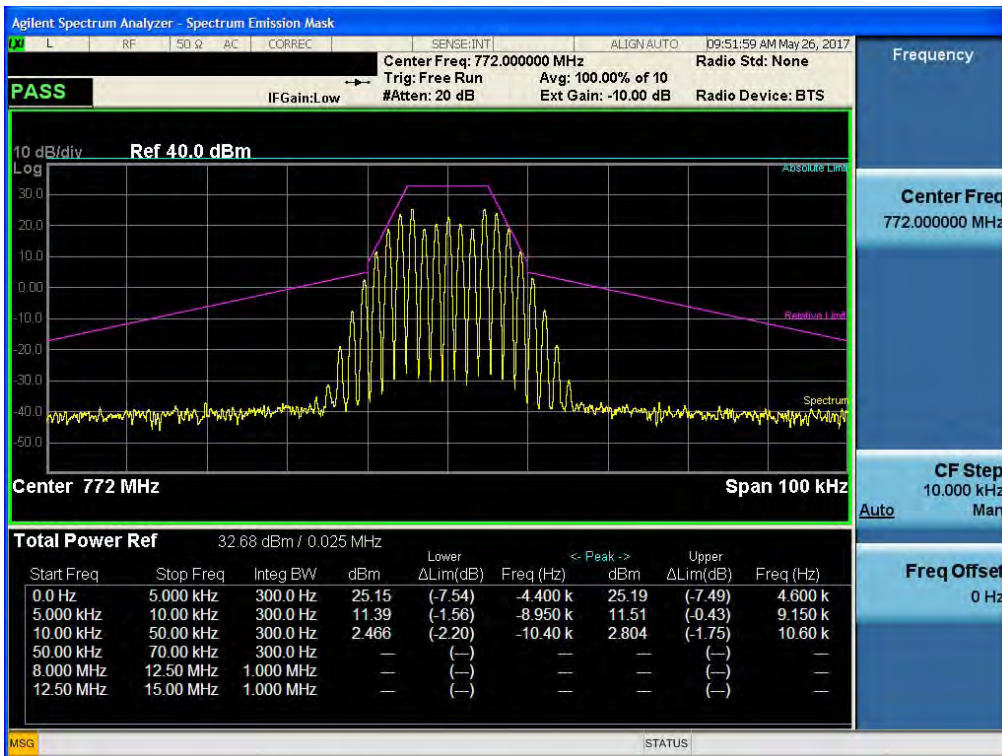 Agilent Spectrum Analyzer - Spectrum Emission Mask
LXI L RF 50 Ω AC CORREC SENSE:INT ALIGN AUTO 09:51:59 AM May 26, 2017
Center Freq: 772.000000 MHz Radio Std: None
Trig: Free Run Avg: 100.00% of 10
PASS IFGain:Low #Atten: 20 dB Ext Gain: -10.00 dB Radio Device: BTS
10 dB/div Ref 40.0 dBm
Log
Absolute Limit
30.0
20.0
10.0
0.00
-10.0
Relative Limit
-20.0
-30.0
Spectrum
-40.0
-50.0
Center 772 MHz Span 100 kHz
Total Power Ref 32.68 dBm / 0.025 MHz
Lower <- Peak -> Upper
Start Freq Stop Freq Integ BW dBm ΔLim(dB) Freq (Hz) dBm ΔLim(dB) Freq (Hz)
0.0 Hz 5.000 kHz 300.0 Hz 25.15 (-7.54) -4.400 k 25.19 (-7.49) 4.600 k
5.000 kHz 10.00 kHz 300.0 Hz 11.39 (-1.56) -8.950 k 11.51 (-0.43) 9.150 k
10.00 kHz 50.00 kHz 300.0 Hz 2.466 (-2.20) -10.40 k 2.804 (-1.75) 10.60 k
50.00 kHz 70.00 kHz 300.0 Hz — (—) — — (—) —
8.000 MHz 12.50 MHz 1.000 MHz — (—) — — (—) —
12.50 MHz 15.00 MHz 1.000 MHz — (—) — — (—) —
MSG STATUS
Frequency
Center Freq
772.000000 MHz
CF Step
10.000 kHz
Auto Man
Freq Offset
0 Hz